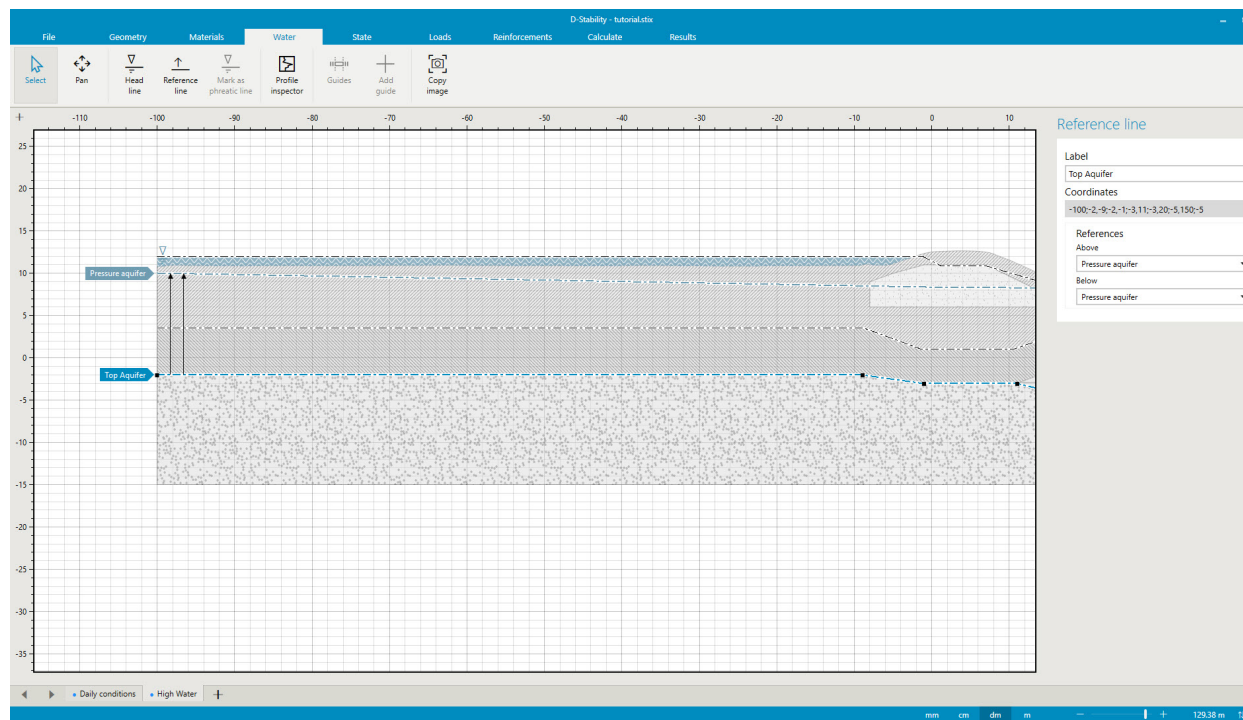 D-Stability - tutorial.stix
File Geometry Materials Water State Loads Reinforcements Calculate Results
Select Pan Head line Reference line Mark as phreatic line Profile inspector Guides Add guide Copy image
-110 -100 -90 -80 -70 -60 -50 -40 -30 -20 -10 0 10
Reference line
25
Label
Top Aquifer
20
Coordinates
-100;-2,-9;-2,-1;-3,11;-3,20;-5,150;-5
15
References
Above
Pressure aquifer
10
Pressure aquifer
Below
Pressure aquifer
5
0
Top Aquifer
-5
-10
-15
-20
-25
-30
-35
Daily conditions High Water
mm cm dm m 129.38 m